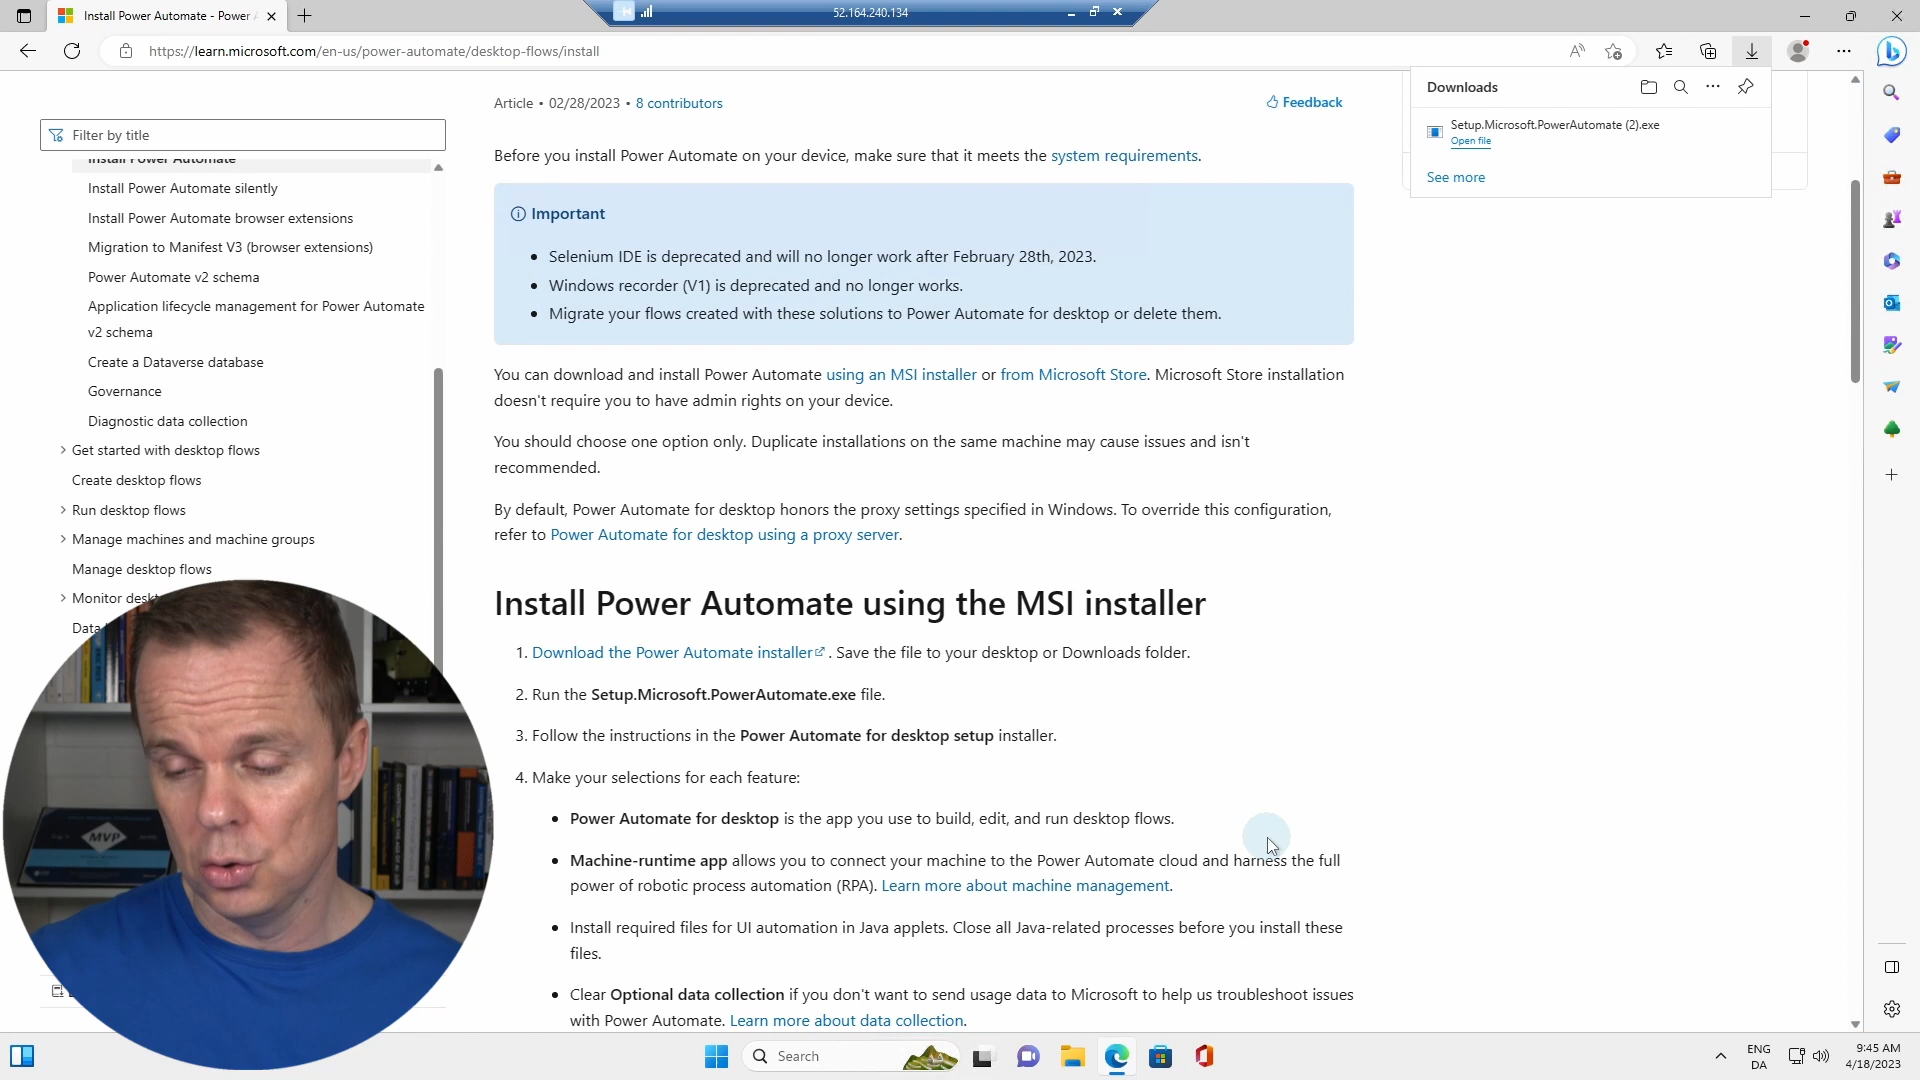 Install Power Automate - Power A
52.164.240.134
https://learn.microsoft.com/en-us/power-automate/desktop-flows/install
Downloads
Setup.Microsoft.PowerAutomate (2).exe
Open file
See more
Article • 02/28/2023 • 8 contributors
Feedback
Filter by title
Install Power Automate
Install Power Automate silently
Install Power Automate browser extensions
Migration to Manifest V3 (browser extensions)
Power Automate v2 schema
Application lifecycle management for Power Automate
v2 schema
Create a Dataverse database
Governance
Diagnostic data collection
Get started with desktop flows
Create desktop flows
Run desktop flows
Manage machines and machine groups
Manage desktop flows
Monitor deskt
Data
Before you install Power Automate on your device, make sure that it meets the system requirements.
Important
• Selenium IDE is deprecated and will no longer work after February 28th, 2023.
• Windows recorder (V1) is deprecated and no longer works.
• Migrate your flows created with these solutions to Power Automate for desktop or delete them.
You can download and install Power Automate using an MSI installer or from Microsoft Store. Microsoft Store installation
doesn't require you to have admin rights on your device.
You should choose one option only. Duplicate installations on the same machine may cause issues and isn't
recommended.
By default, Power Automate for desktop honors the proxy settings specified in Windows. To override this configuration,
refer to Power Automate for desktop using a proxy server.
Install Power Automate using the MSI installer
1. Download the Power Automate installer. Save the file to your desktop or Downloads folder.
2. Run the Setup.Microsoft.PowerAutomate.exe file.
3. Follow the instructions in the Power Automate for desktop setup installer.
4. Make your selections for each feature:
• Power Automate for desktop is the app you use to build, edit, and run desktop flows.
• Machine-runtime app allows you to connect your machine to the Power Automate cloud and harness the full
power of robotic process automation (RPA). Learn more about machine management.
• Install required files for UI automation in Java applets. Close all Java-related processes before you install these
files.
• Clear Optional data collection if you don't want to send usage data to Microsoft to help us troubleshoot issues
with Power Automate. Learn more about data collection.
MVP
Search
ENG
DA
9:45 AM
4/18/2023